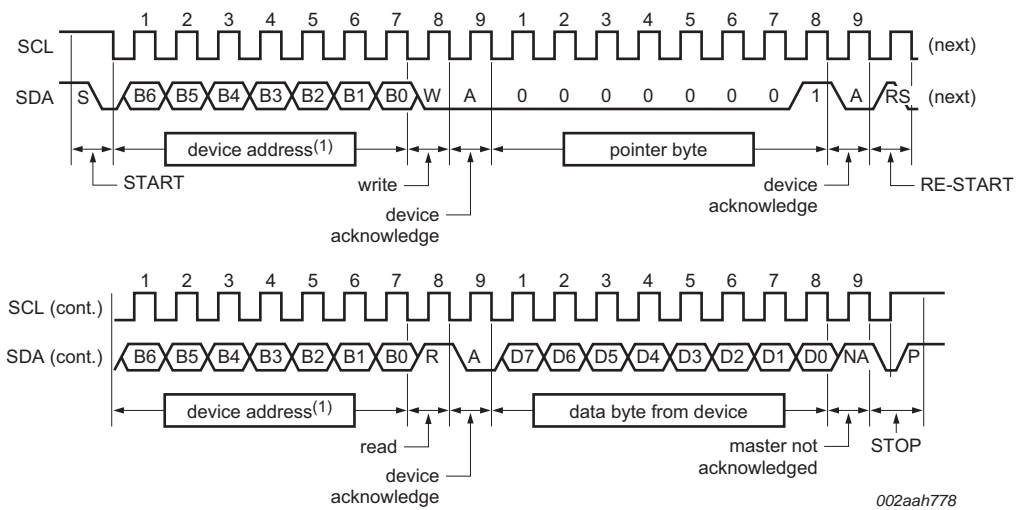 1 2 3 4 5 6 7 8 9 1 2 3 4 5 6 7 8 9
SCL (next)
SDA S B6 B5 B4 B3 B2 B1 B0 W A 0 0 0 0 0 0 0 1 A RS (next)
device address(1) pointer byte
START write device RE-START
device acknowledge
acknowledge
1 2 3 4 5 6 7 8 9 1 2 3 4 5 6 7 8 9
SCL (cont.)
SDA (cont.) B6 B5 B4 B3 B2 B1 B0 R A D7 D6 D5 D4 D3 D2 D1 D0 NA P
device address(1) data byte from device
read master not STOP
device acknowledged
acknowledge
002aah778